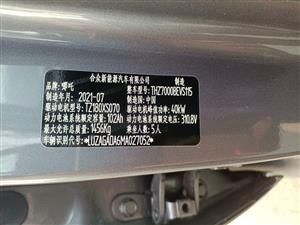 合众新能源汽车有限公司 制造
品牌：哪吒 整车型号：THZ7000BEVS115
制造年月：2021-07 制造国：中国
驱动电机型号：TZ180XS070 驱动电机峰值功率：40kW
动力电池系统额定容量：102Ah 动力电池系统额定电压：310.8V
最大允许总质量：1456Kg 乘坐人数：5人
车辆识别代号：LUZAGADA6MA027052